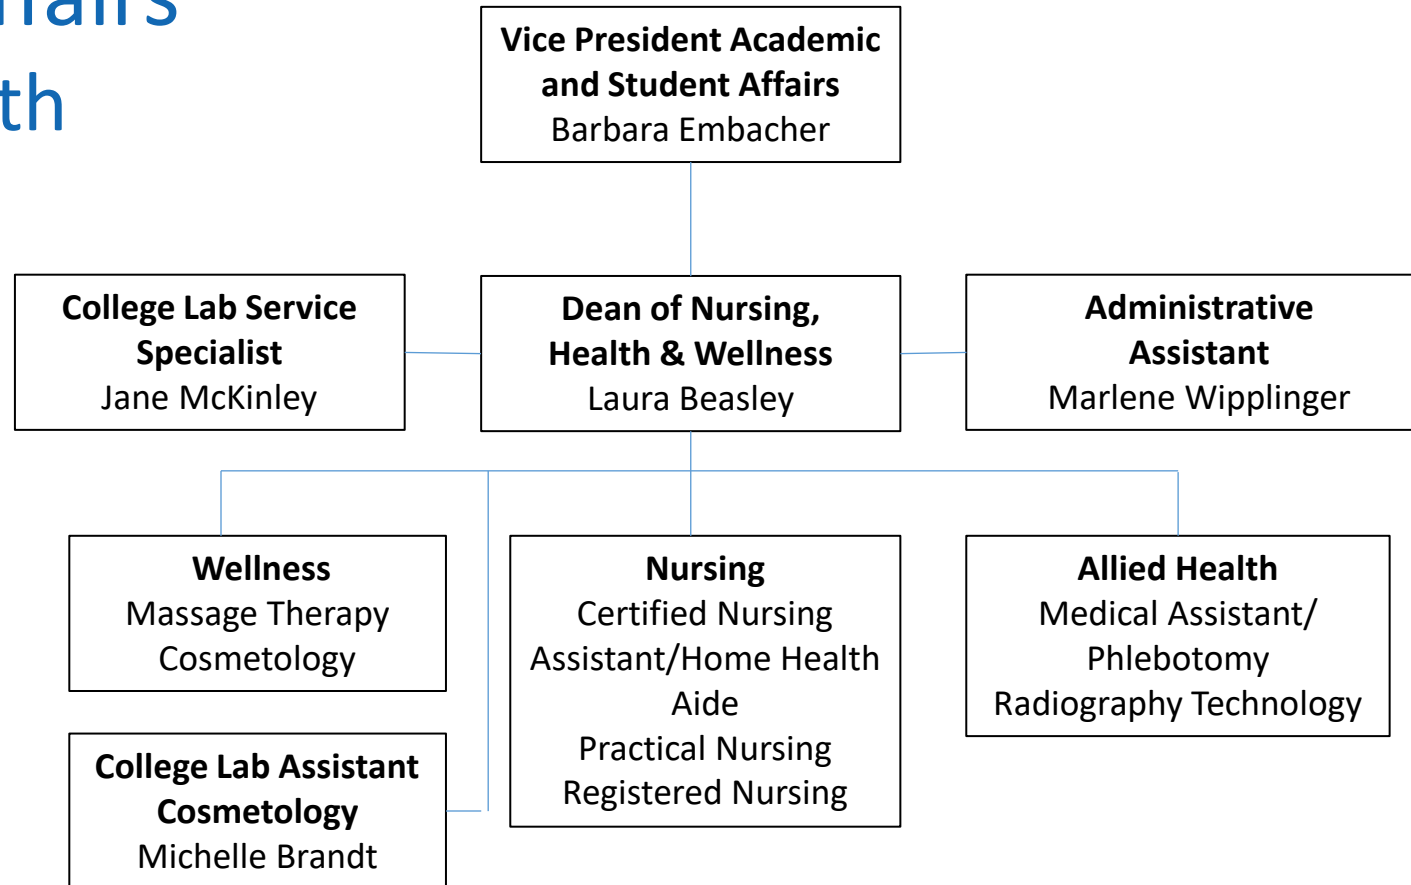 th
Vice President Academic
and Student Affairs
Barbara Embacher
College Lab Service
Specialist
Jane McKinley
Dean of Nursing,
Health & Wellness
Laura Beasley
Administrative
Assistant
Marlene Wipplinger
Wellness
Massage Therapy
Cosmetology
Nursing
Certified Nursing
Assistant/Home Health
Aide
Practical Nursing
Registered Nursing
Allied Health
Medical Assistant/
Phlebotomy
Radiography Technology
College Lab Assistant
Cosmetology
Michelle Brandt